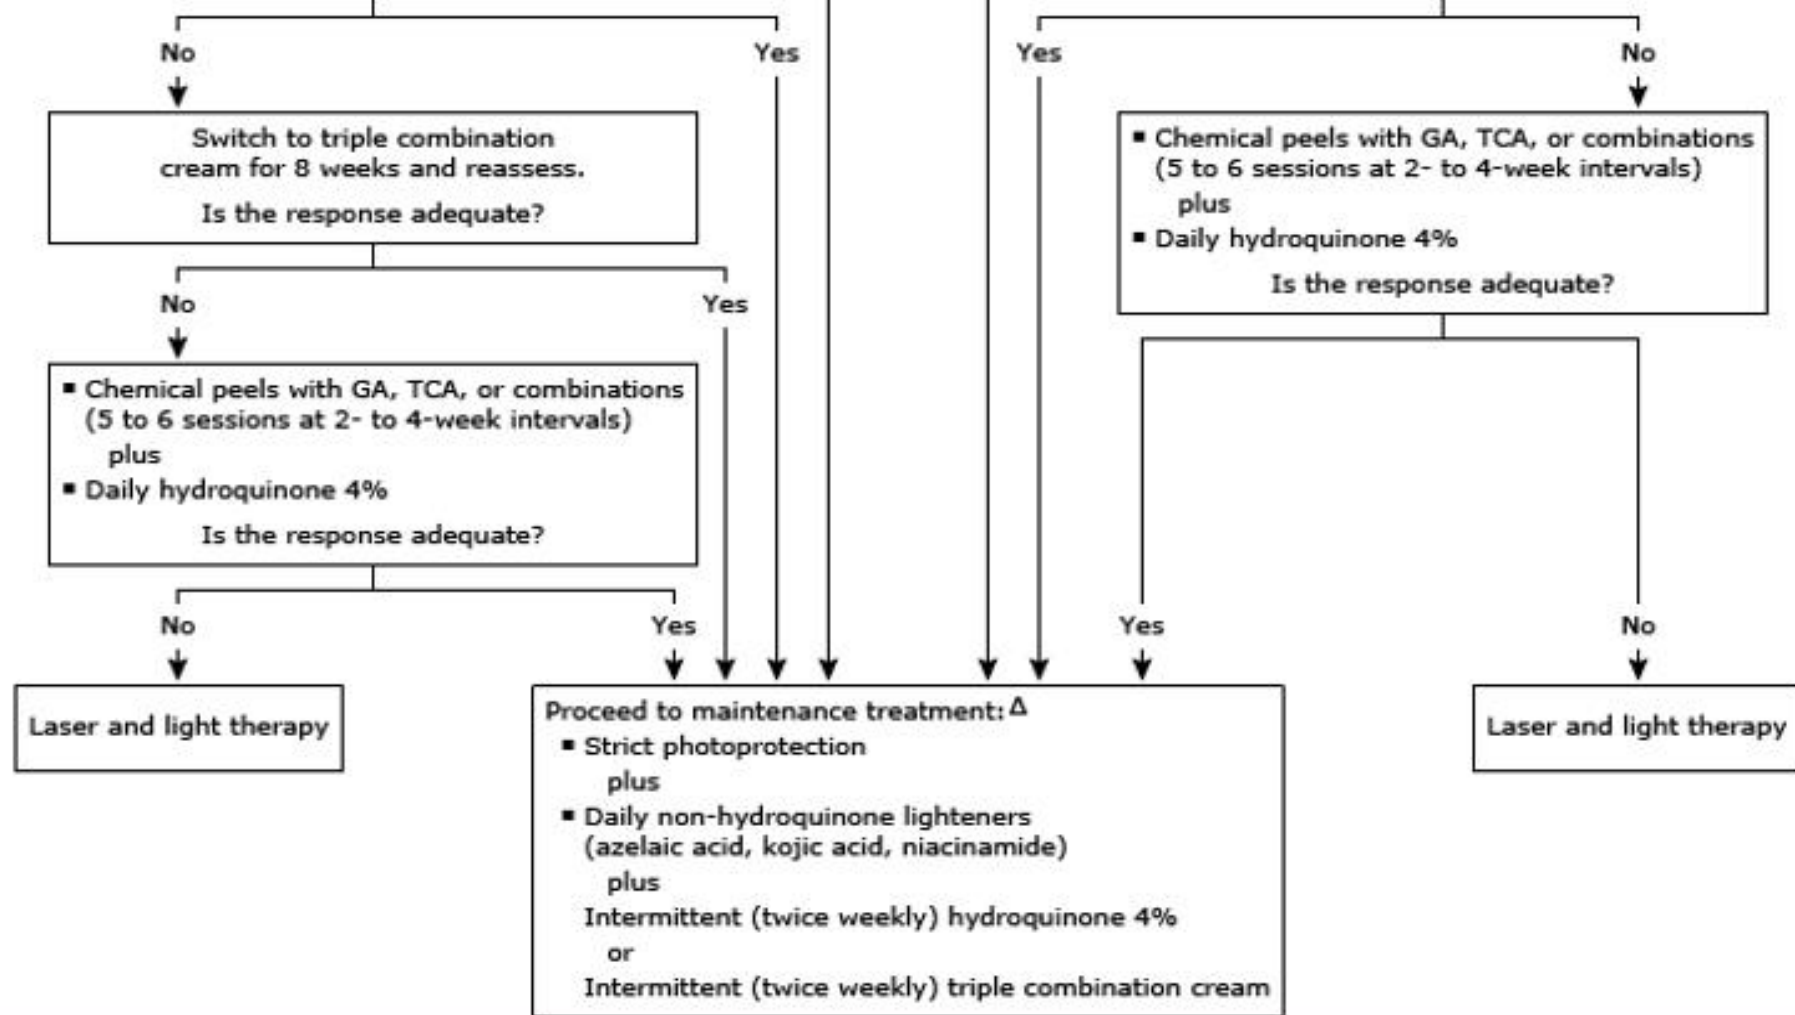 No
Yes
Yes
No
Switch to triple combination
cream for 8 weeks and reassess.
Is the response adequate?
▪ Chemical peels with GA, TCA, or combinations
(5 to 6 sessions at 2- to 4-week intervals)
plus
▪ Daily hydroquinone 4%
Is the response adequate?
No
Yes
▪ Chemical peels with GA, TCA, or combinations
(5 to 6 sessions at 2- to 4-week intervals)
plus
▪ Daily hydroquinone 4%
Is the response adequate?
No
Yes
Yes
No
Laser and light therapy
Proceed to maintenance treatment:Δ
▪ Strict photoprotection
plus
▪ Daily non-hydroquinone lighteners
(azelaic acid, kojic acid, niacinamide)
plus
Intermittent (twice weekly) hydroquinone 4%
or
Intermittent (twice weekly) triple combination cream
Laser and light therapy